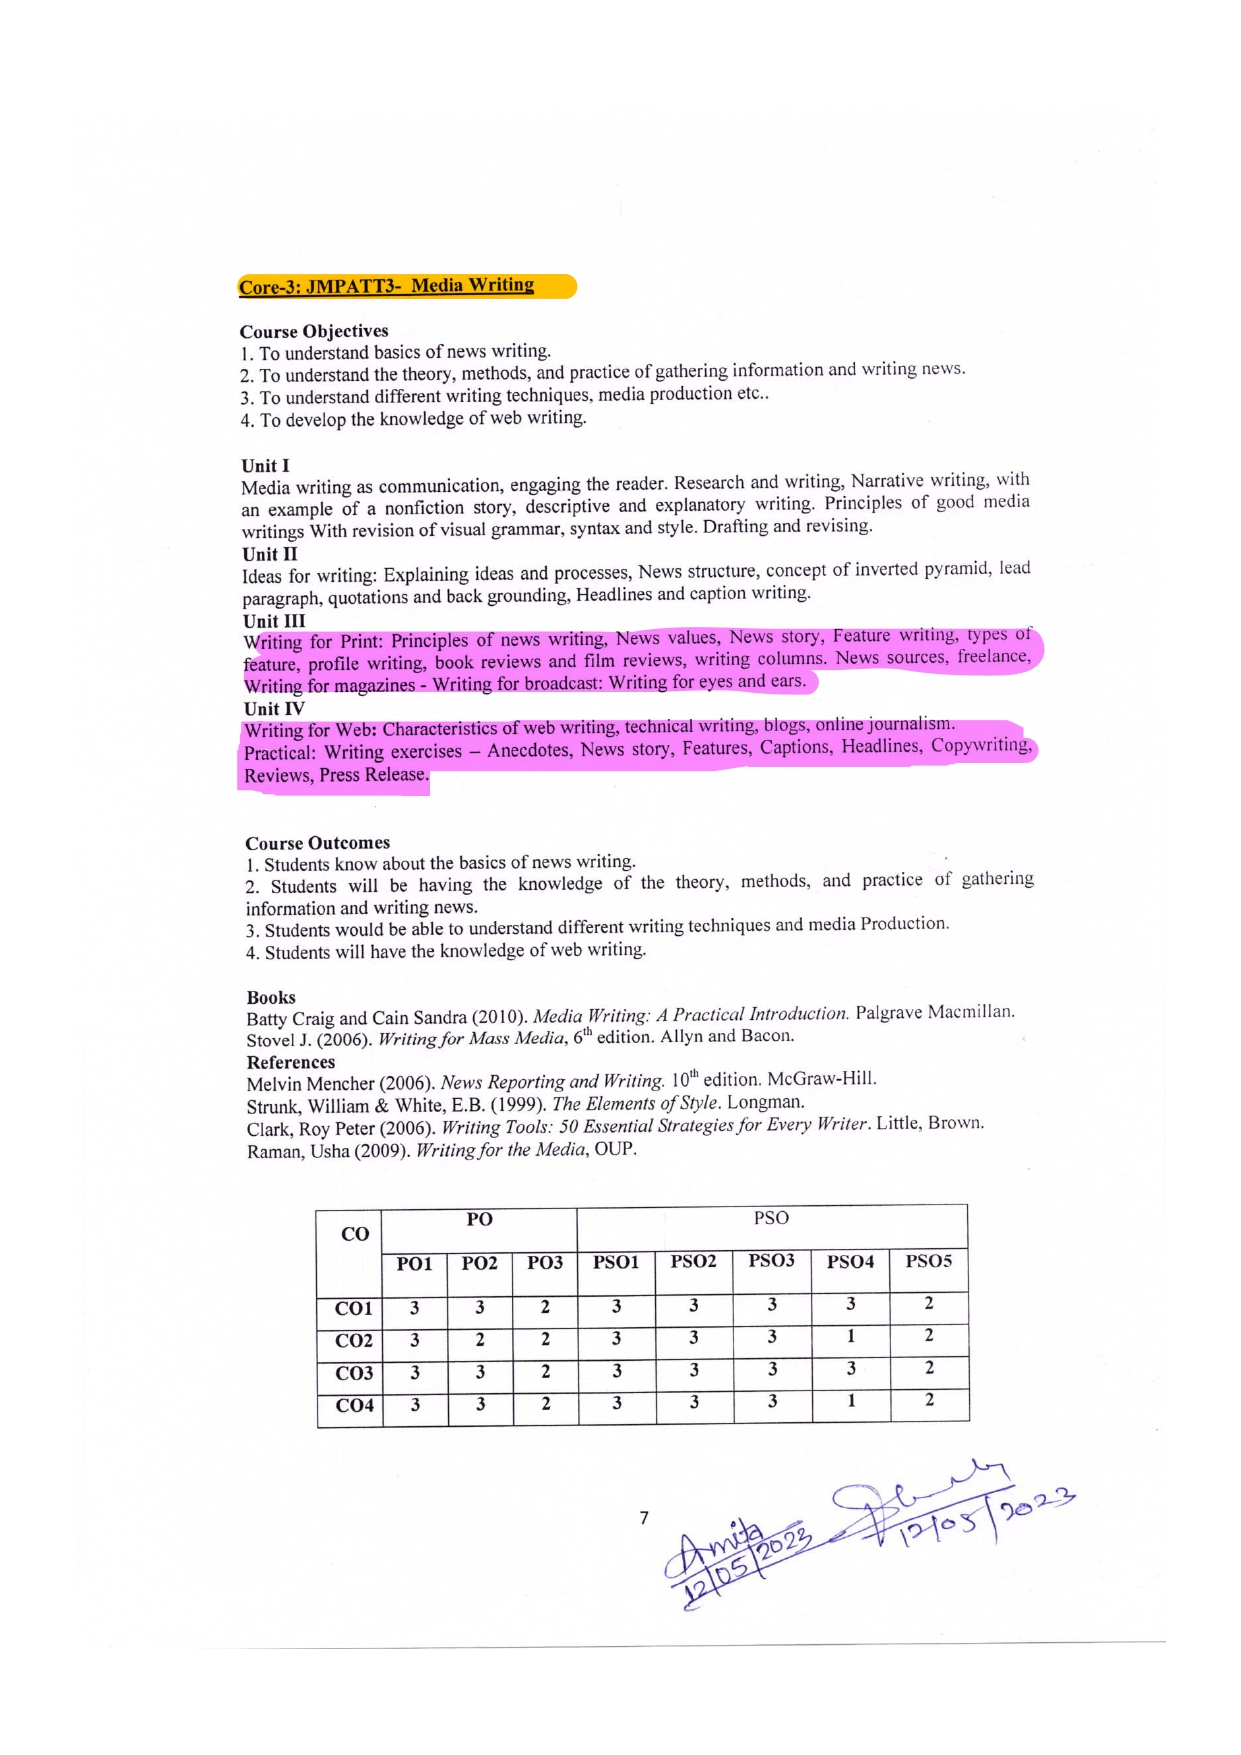 Core-3: JMPATT3- Media Writing
Course Objectives
1. To understand basics of news writing.
2. To understand the theory, methods, and practice of gathering information and writing news.
3. To understand different writing techniques, media production etc..
4. To develop the knowledge of web writing.
Unit I
Media writing as communication, engaging the reader. Research and writing, Narrative writing, with
an example of a nonfiction story, descriptive and explanatory writing. Principles of good media
writings With revision of visual grammar, syntax and style. Drafting and revising.
Unit II
Ideas for writing: Explaining ideas and processes, News structure, concept of inverted pyramid, lead
paragraph, quotations and back grounding, Headlines and caption writing.
Unit III
Writing for Print: Principles of news writing, News values, News story, Feature writing, types of
feature, profile writing, book reviews and film reviews, writing columns. News sources, freelance,
Writing for magazines - Writing for broadcast: Writing for eyes and ears.
Unit IV
Writing for Web: Characteristics of web writing, technical writing, blogs, online journalism.
Practical: Writing exercises – Anecdotes, News story, Features, Captions, Headlines, Copywriting,
Reviews, Press Release.
Course Outcomes
1. Students know about the basics of news writing.
2. Students will be having the knowledge of the theory, methods, and practice of gathering
information and writing news.
3. Students would be able to understand different writing techniques and media Production.
4. Students will have the knowledge of web writing.
Books
Batty Craig and Cain Sandra (2010). Media Writing: A Practical Introduction. Palgrave Macmillan.
Stovel J. (2006). Writing for Mass Media, 6th edition. Allyn and Bacon.
References
Melvin Mencher (2006). News Reporting and Writing. 10th edition. McGraw-Hill.
Strunk, William & White, E.B. (1999). The Elements of Style. Longman.
Clark, Roy Peter (2006). Writing Tools: 50 Essential Strategies for Every Writer. Little, Brown.
Raman, Usha (2009). Writing for the Media, OUP.
CO PO PSO
PO1 PO2 PO3 PSO1 PSO2 PSO3 PSO4 PSO5
CO1 3 3 2 3 3 3 3 2
CO2 3 2 2 3 3 3 1 2
CO3 3 3 2 3 3 3 3 2
CO4 3 3 2 3 3 3 1 2
7
Amita
12/05/2023
12/05/2023